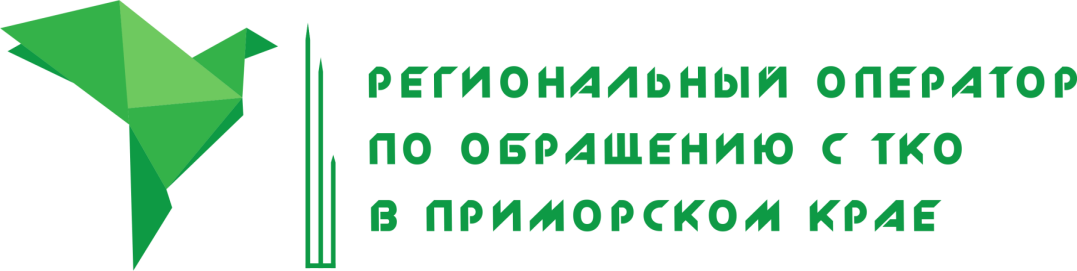 РЕГИОНАЛЬНЫЙ ОПЕРАТОР
ПО ОБРАЩЕНИЮ С ТКО
В ПРИМОРСКОМ КРАЕ